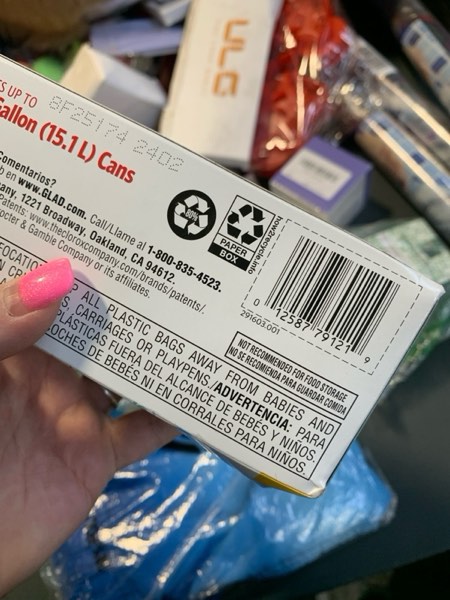 S UP TO
8F25174 2402
Gallon (15.1 L) Cans
Comentarios?
o en www.GLAD.com. Call/Llame al 1-800-835-4523.
any, 1221 Broadway, Oakland, CA 94612.
Patents: www.thecloroxcompany.com/brands/patents/.
octer & Gamble Company or its affiliates.
100%
PAPER
BOX
how2recycle.info
0 12587 79121 9
291603.001
NOT RECOMMENDED FOR FOOD STORAGE
NO SE RECOMIENDA PARA GUARDAR COMIDA
P ALL PLASTIC BAGS AWAY FROM BABIES AND
S, CARRIAGES OR PLAYPENS. /ADVERTENCIA: PARA
PLÁSTICAS FUERA DEL ALCANCE DE BEBÉS Y NIÑOS.
OCHES DE BEBÉS NI EN CORRALES PARA NIÑOS.